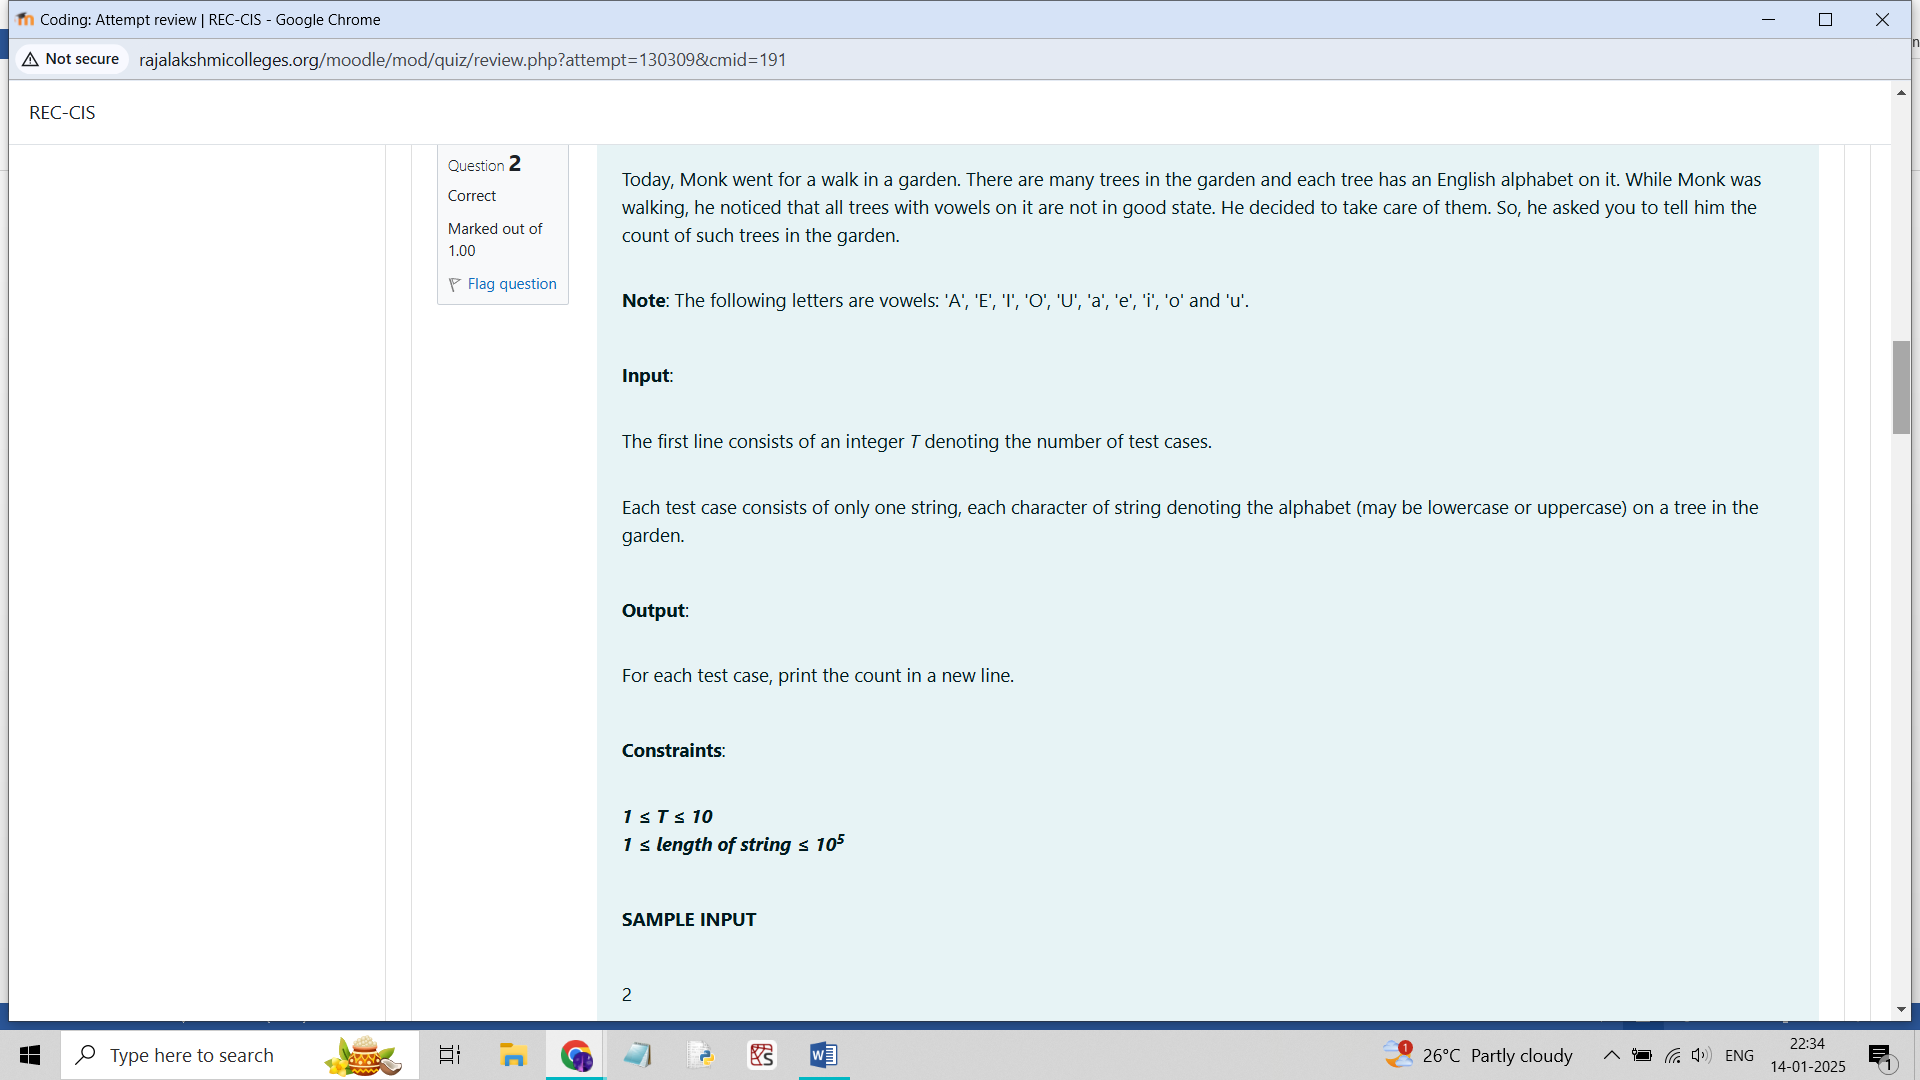 Coding: Attempt review | REC-CIS - Google Chrome
Not secure
rajalakshmicolleges.org/moodle/mod/quiz/review.php?attempt=130309&cmid=191
REC-CIS
Question 2
Correct
Marked out of
1.00
Flag question
Today, Monk went for a walk in a garden. There are many trees in the garden and each tree has an English alphabet on it. While Monk was
walking, he noticed that all trees with vowels on it are not in good state. He decided to take care of them. So, he asked you to tell him the
count of such trees in the garden.
Note: The following letters are vowels: 'A', 'E', 'I', 'O', 'U', 'a', 'e', 'i', 'o' and 'u'.
Input:
The first line consists of an integer T denoting the number of test cases.
Each test case consists of only one string, each character of string denoting the alphabet (may be lowercase or uppercase) on a tree in the
garden.
Output:
For each test case, print the count in a new line.
Constraints:
1 ≤ T ≤ 10
1 ≤ length of string ≤ 10⁵
SAMPLE INPUT
2
Type here to search
W
1
26°C Partly cloudy
ENG
22:34
14-01-2025
1